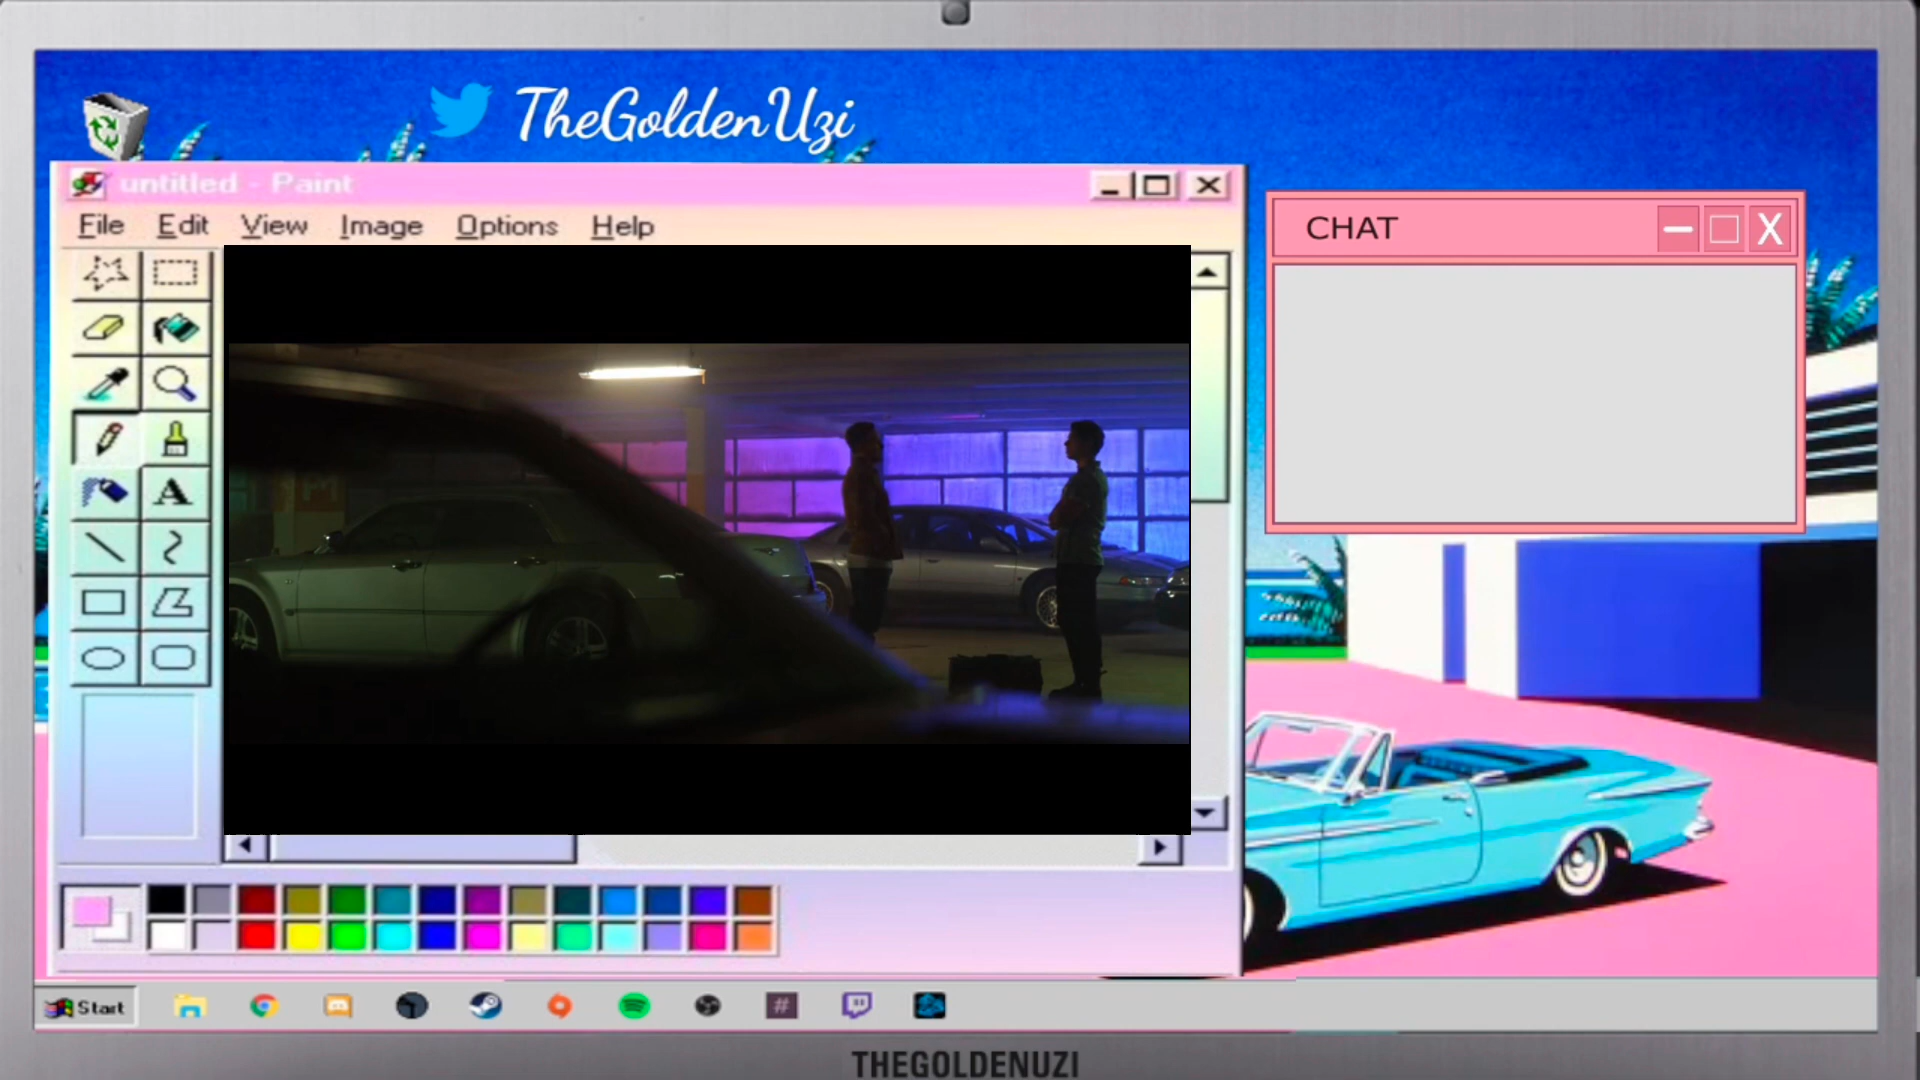 TheGoldenUzi
untitled - Paint
File Edit View Image Options Help
CHAT
X
A
Start
#
THEGOLDENUZI